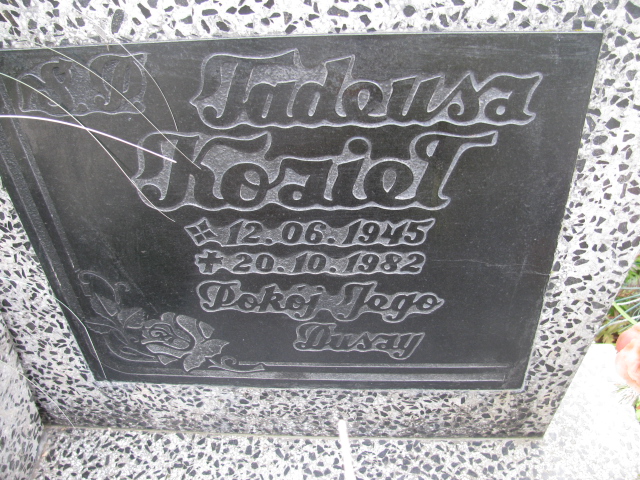 Ś.P. Tadeusz
Kozieł
12.06.1945
20.10.1982
Pokój Jego
Duszy